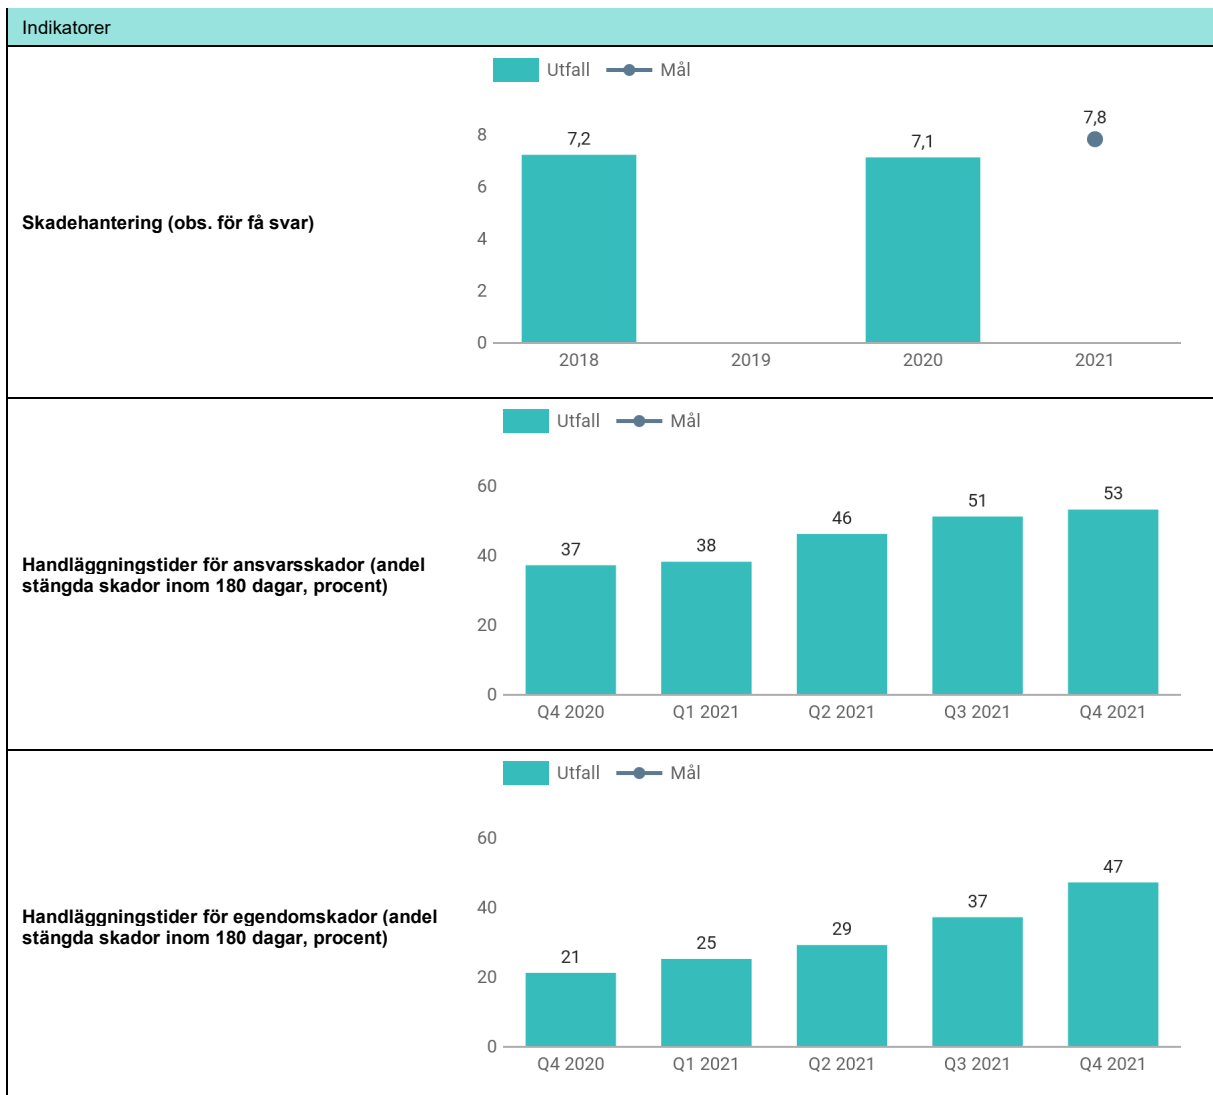 Indikatorer
Utfall Mål
Skadehantering (obs. för få svar)
8
6
4
2
0
7,2
7,1
7,8
2018 2019 2020 2021
Utfall Mål
Handläggningstider för ansvarsskador (andel
stängda skador inom 180 dagar, procent)
60
40
20
0
37
38
46
51
53
Q4 2020 Q1 2021 Q2 2021 Q3 2021 Q4 2021
Utfall Mål
Handläggningstider för egendomskador (andel
stängda skador inom 180 dagar, procent)
60
40
20
0
21
25
29
37
47
Q4 2020 Q1 2021 Q2 2021 Q3 2021 Q4 2021